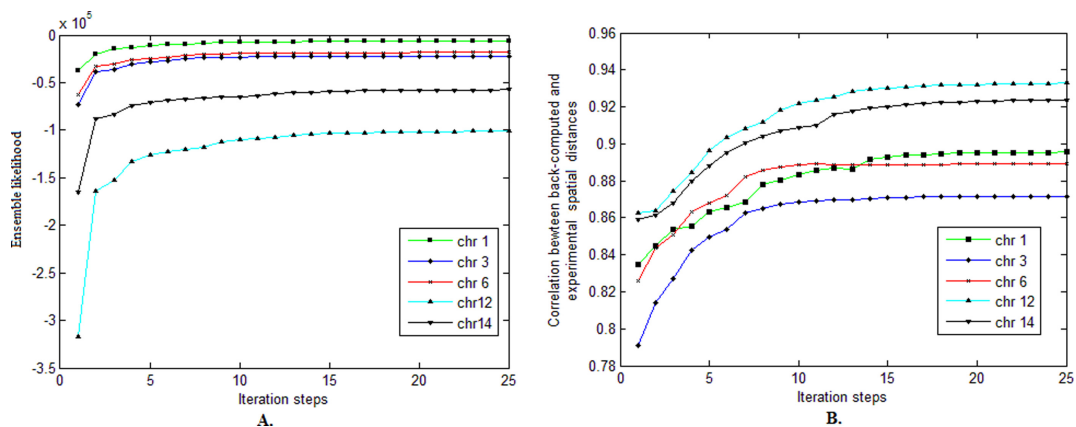 × 10^5
0
-0.5
-1
-1.5
-2
-2.5
-3
-3.5
0 5 10 15 20 25
Ensemble likelihood
Iteration steps
chr 1
chr 3
chr 6
chr12
chr14
A.
0.96
0.94
0.92
0.9
0.88
0.86
0.84
0.82
0.8
0.78
0 5 10 15 20 25
Correlation bewteen back-computed and
experimental spatial distances
Iteration steps
chr 1
chr 3
chr 6
chr 12
chr 14
B.